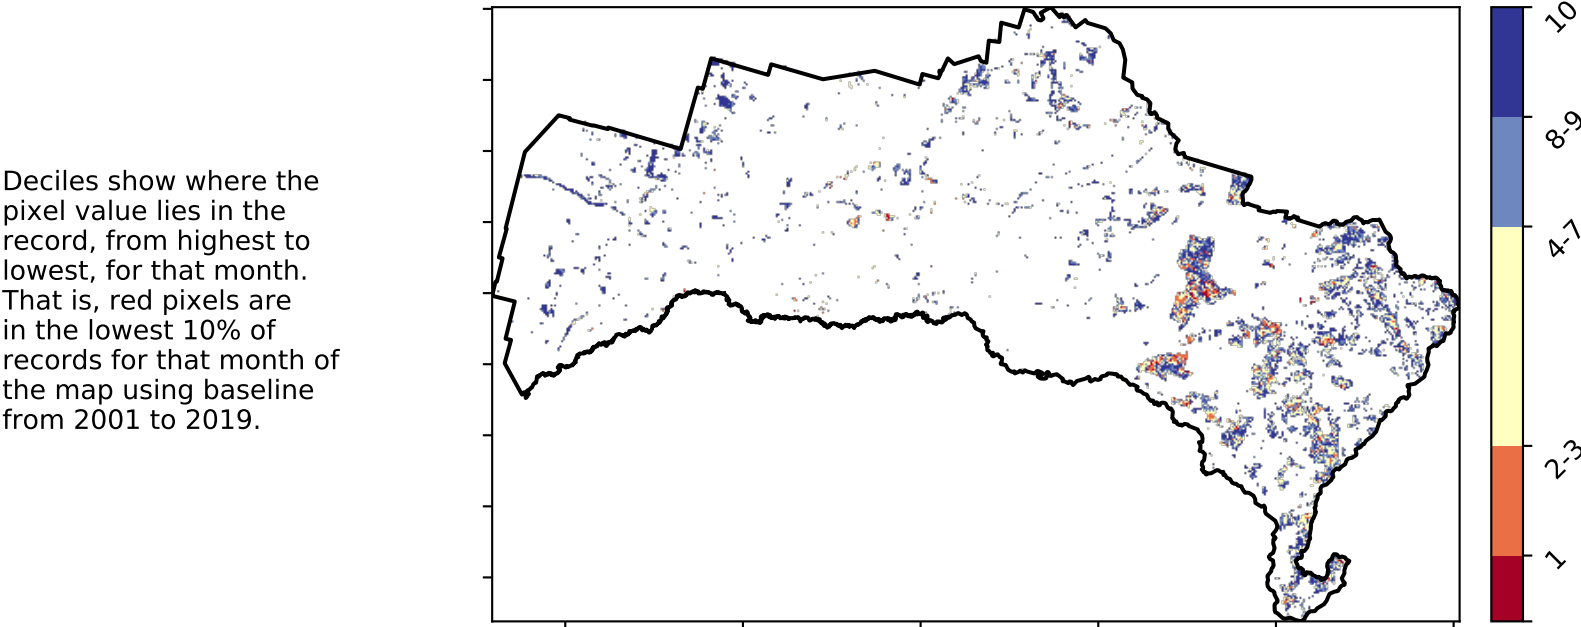 Deciles show where the
pixel value lies in the
record, from highest to
lowest, for that month.
That is, red pixels are
in the lowest 10% of
records for that month of
the map using baseline
from 2001 to 2019.
10
8-9
4-7
2-3
1